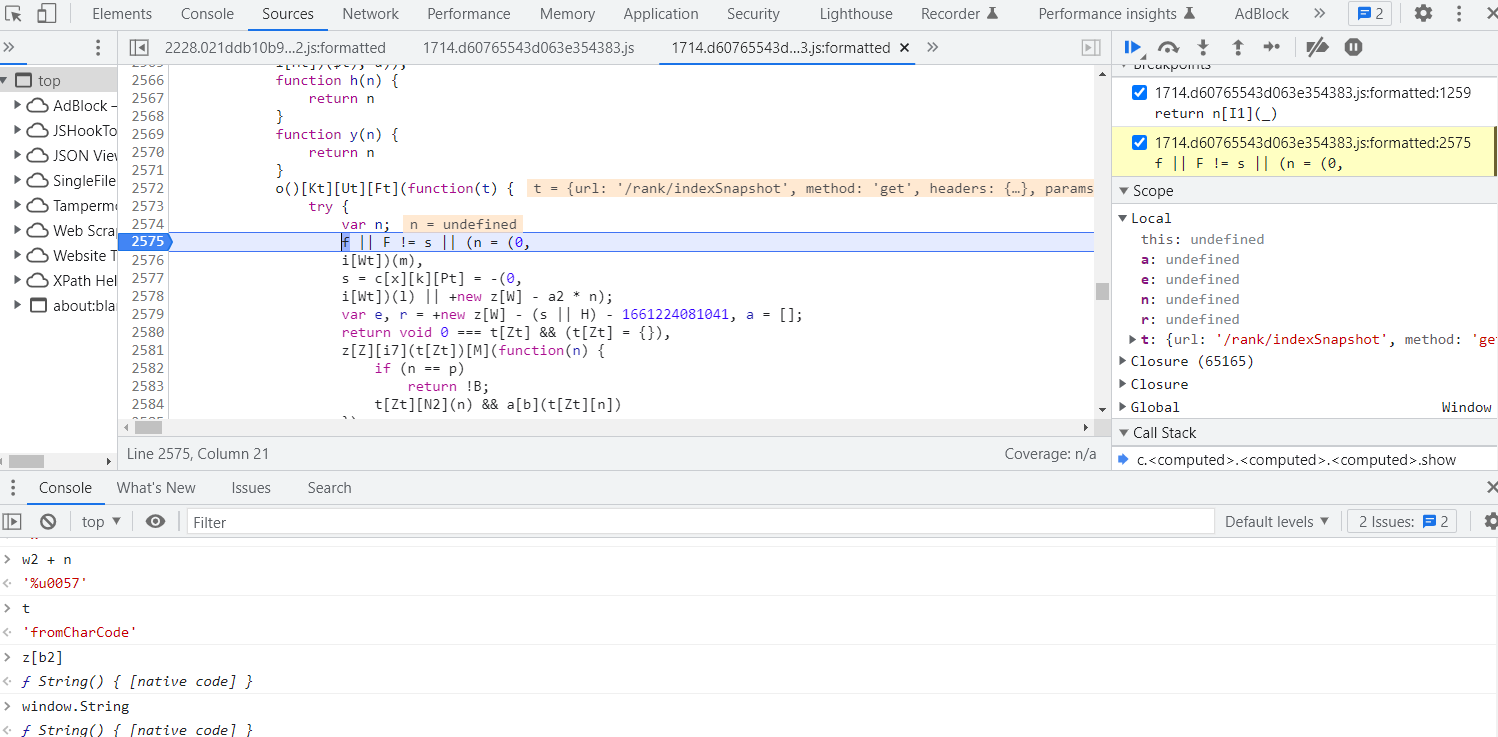 Elements Console Sources Network Performance Memory Application Security Lighthouse Recorder Performance insights AdBlock » 2
» 2228.021ddb10b9...2.js:formatted 1714.d60765543d063e354383.js 1714.d60765543d...3.js:formatted × »
top
AdBlock –
JSHookTo
JSON View
SingleFile
Tampermo
Web Scra
Website T
XPath Hel
about:bla
2566 function h(n) {
2567 return n
2568 }
2569 function y(n) {
2570 return n
2571 }
2572 o()[Kt][Ut][Ft](function(t) { t = {url: '/rank/indexSnapshot', method: 'get', headers: {…}, params
2573 try {
2574 var n; n = undefined
2575 f || F != s || (n = (0,
2576 i[Wt])(m),
2577 s = c[x][k][Pt] = -(0,
2578 i[Wt])(l) || +new z[W] - a2 * n);
2579 var e, r = +new z[W] - (s || H) - 1661224081041, a = [];
2580 return void 0 === t[Zt] && (t[Zt] = {}),
2581 z[Z][i7](t[Zt])[M](function(n) {
2582 if (n == p)
2583 return !B;
2584 t[Zt][N2](n) && a[b](t[Zt][n])
Line 2575, Column 21 Coverage: n/a
Breakpoints
1714.d60765543d063e354383.js:formatted:1259
return n[I1](_)
1714.d60765543d063e354383.js:formatted:2575
f || F != s || (n = (0,
Scope
Local
this: undefined
a: undefined
e: undefined
n: undefined
r: undefined
t: {url: '/rank/indexSnapshot', method: 'get
Closure (65165)
Closure
Global Window
Call Stack
c.<computed>.<computed>.<computed>.show
Console What's New Issues Search
top ▼ Filter Default levels ▼ 2 Issues: 2
w2 + n
'%u0057'
t
'fromCharCode'
z[b2]
ƒ String() { [native code] }
window.String
ƒ String() { [native code] }